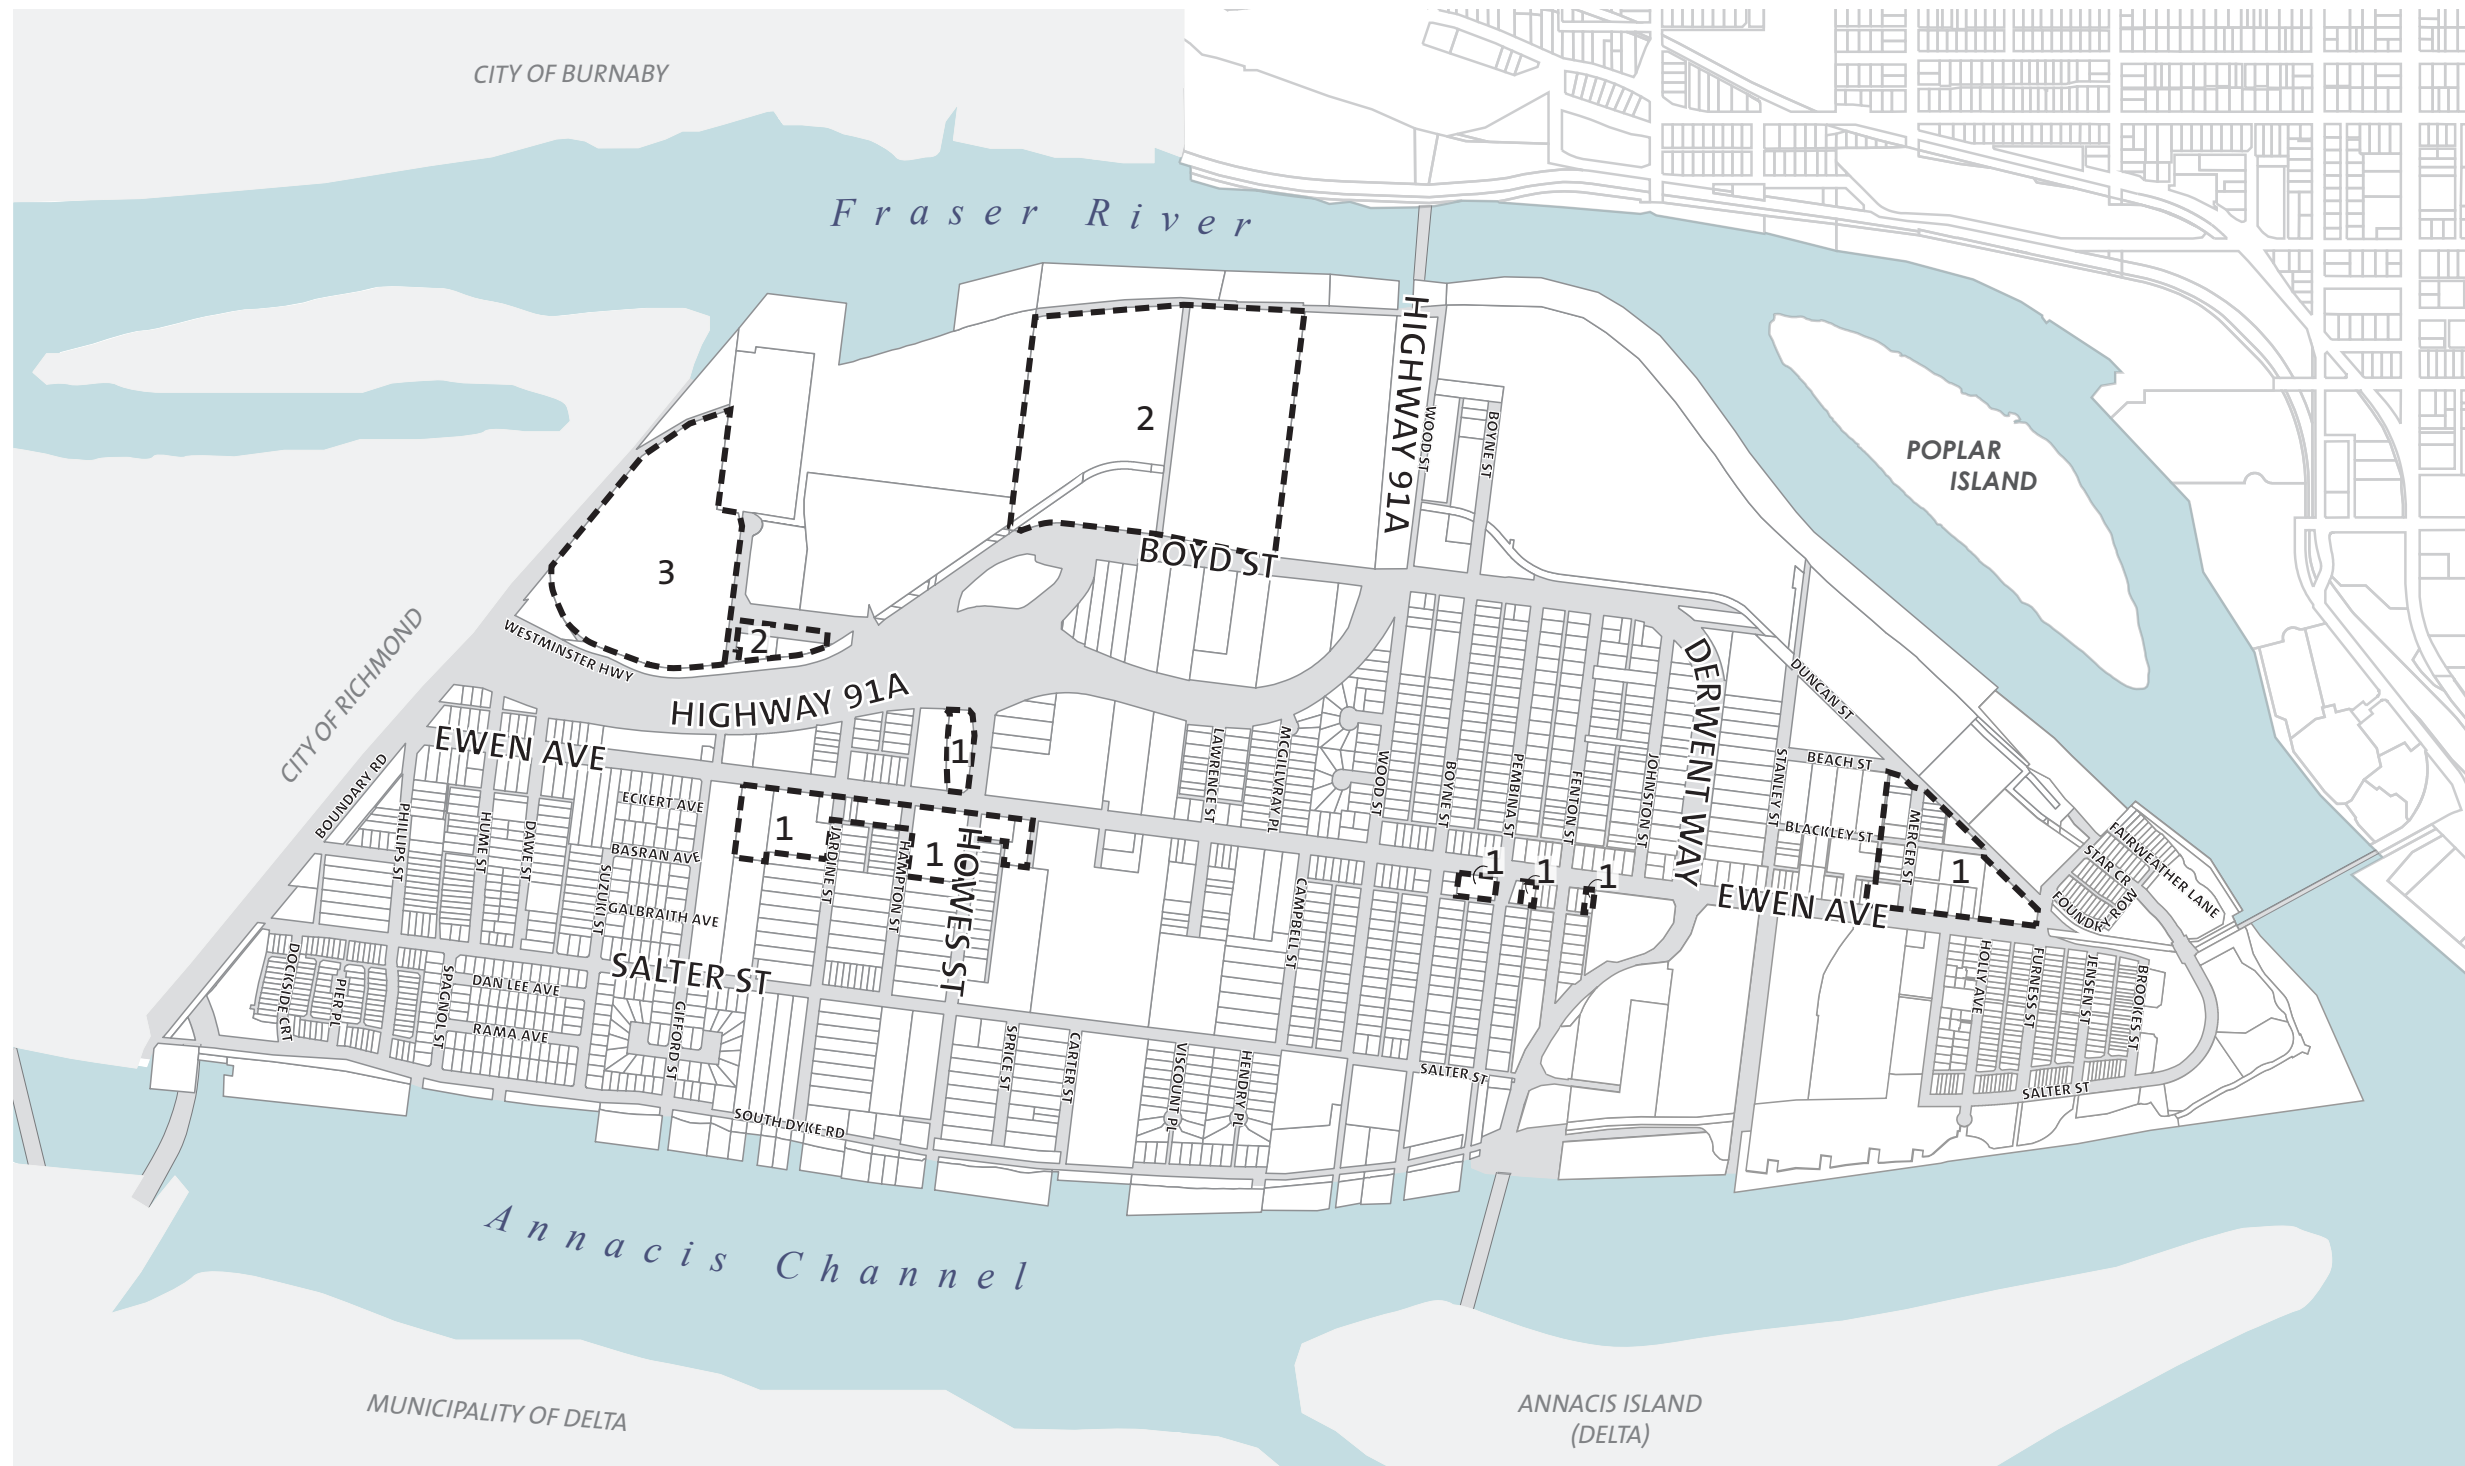 CITY OF BURNABY
Fraser River
HIGHWAY 91A
WOOD ST
BOYNE ST
2
POPLAR
ISLAND
BOYD ST
3
2
WESTMINSTER HWY
CITY OF RICHMOND
HIGHWAY 91A
DERWENT WAY
DUNCAN ST
EWEN AVE
1
BOUNDARY RD
LAWRENCE ST
MCGILLVRAY PL
WOOD ST
BOYNE ST
PEMBINA ST
FENTON ST
JOHNSTON ST
STANLEY ST
BEACH ST
ECKERT AVE
PHILLIPS ST
HUME ST
DAWE ST
BASRAN AVE
SUZUKI ST
1
JARDINE ST
HAMPTON ST
1
HOWES ST
BLACKLEY ST
MERCER ST
1
1
1
1
FAIRWEATHER LANE
STAR CR
FOUNDRY ROW
GALBRAITH AVE
CAMPBELL ST
EWEN AVE
SALTER ST
DOCKSIDE CRT
PIER PL
SPAGNOL ST
DAN LEE AVE
RAMA AVE
GIFFORD ST
HOLLY AVE
FURNESS ST
JENSEN ST
BROOKES ST
SPRICE ST
CARTER ST
VISCOUNT PL
HENDRY PL
SALTER ST
SALTER ST
SOUTH DYKE RD
Annacis Channel
MUNICIPALITY OF DELTA
ANNACIS ISLAND
(DELTA)